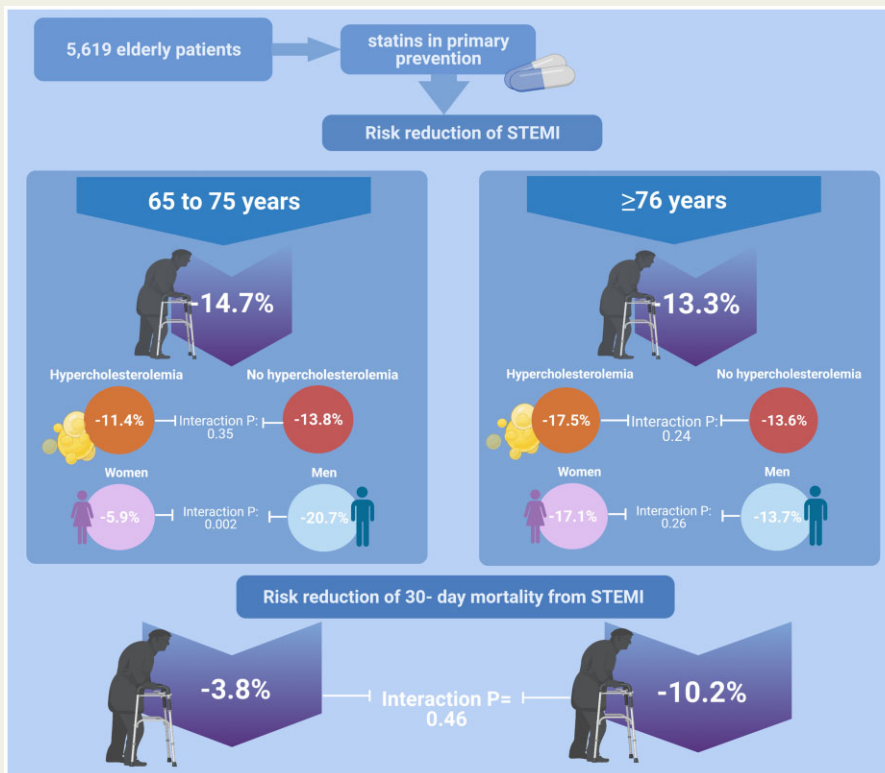 5,619 elderly patients
statins in primary
prevention
Risk reduction of STEMI
65 to 75 years
-14.7%
Hypercholesterolemia
No hypercholesterolemia
-11.4%
Interaction P:
0.35
-13.8%
Women
Men
-5.9%
Interaction P:
0.002
-20.7%
≥76 years
-13.3%
Hypercholesterolemia
No hypercholesterolemia
-17.5%
Interaction P:
0.24
-13.6%
Women
Men
-17.1%
Interaction P:
0.26
-13.7%
Risk reduction of 30- day mortality from STEMI
-3.8%
Interaction P=
0.46
-10.2%